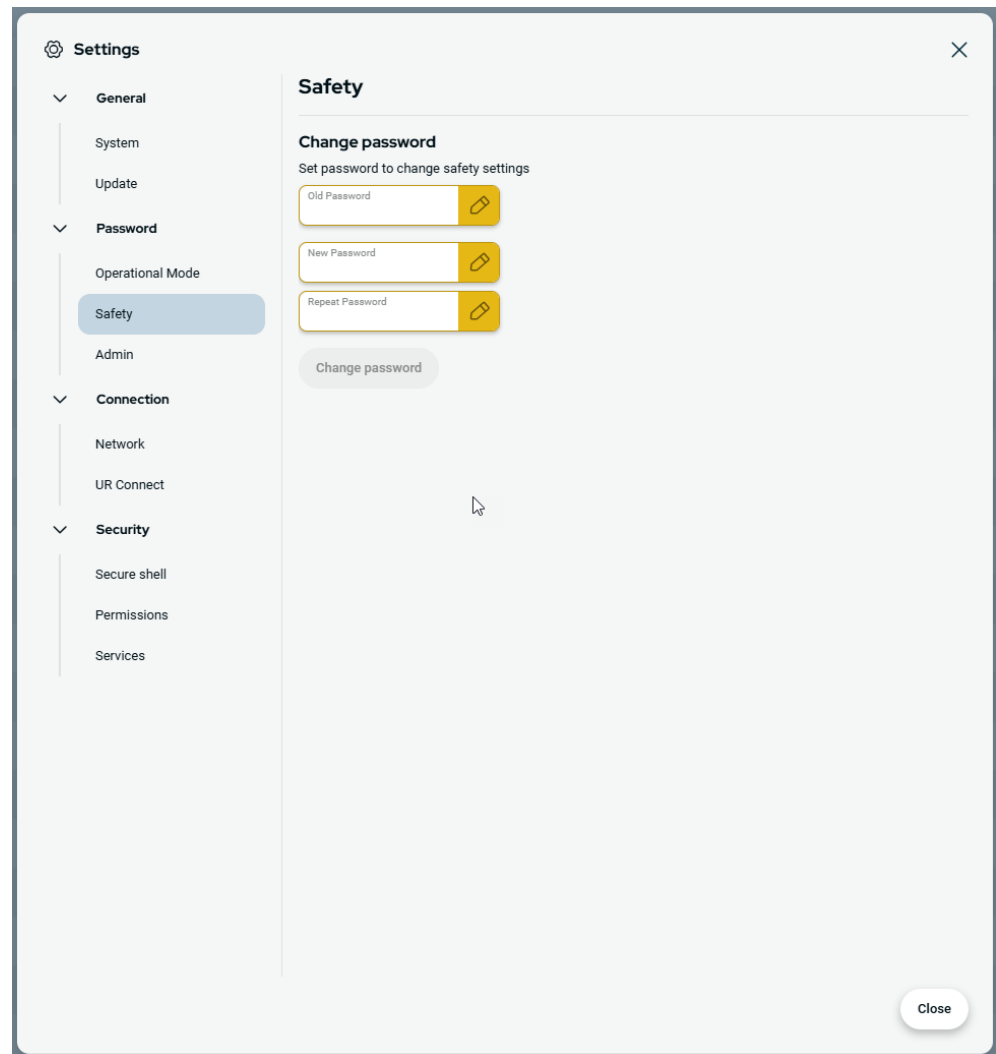 Settings
General
System
Update
Password
Operational Mode
Safety
Admin
Connection
Network
UR Connect
Security
Secure shell
Permissions
Services
Safety
Change password
Set password to change safety settings
Old Password
New Password
Repeat Password
Change password
Close